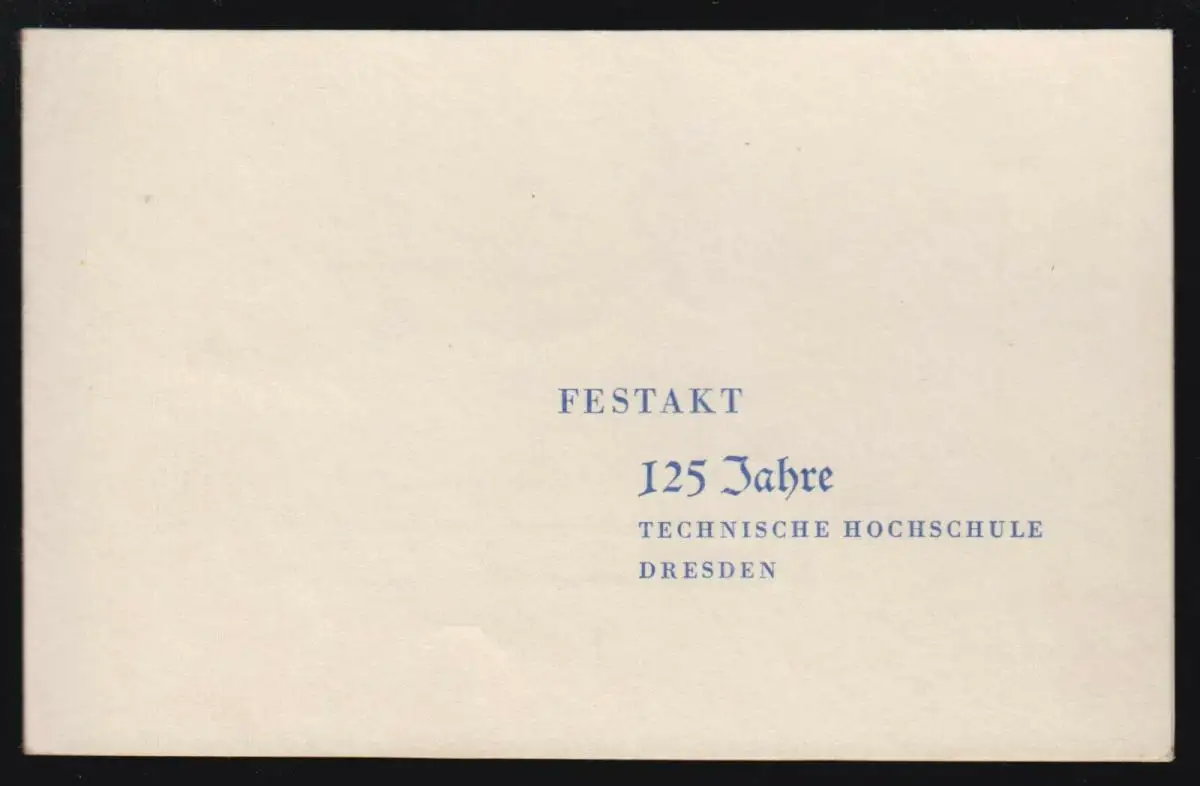 FESTAKT
125 Jahre
TECHNISCHE HOCHSCHULE
DRESDEN